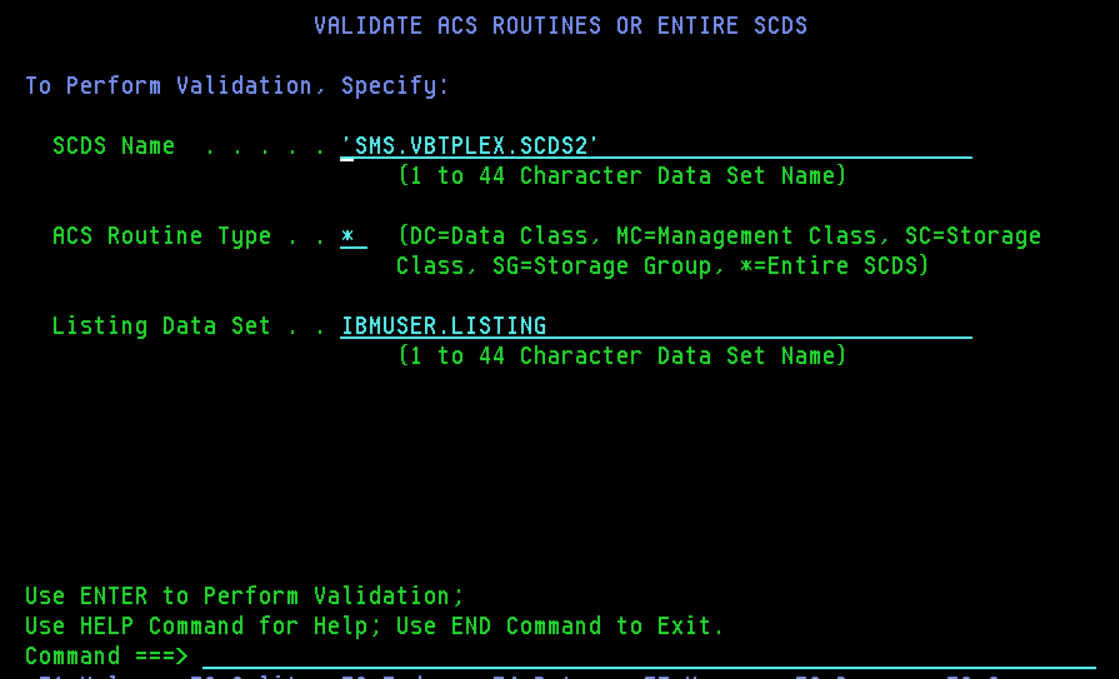 VALIDATE ACS ROUTINES OR ENTIRE SCDS
To Perform Validation, Specify:
SCDS Name . . . . . 'SMS.VBTPLEX.SCDS2'
(1 to 44 Character Data Set Name)
ACS Routine Type . . * (DC=Data Class, MC=Management Class, SC=Storage
Class, SG=Storage Group, *=Entire SCDS)
Listing Data Set . . IBMUSER.LISTING
(1 to 44 Character Data Set Name)
Use ENTER to Perform Validation;
Use HELP Command for Help; Use END Command to Exit.
Command ===>